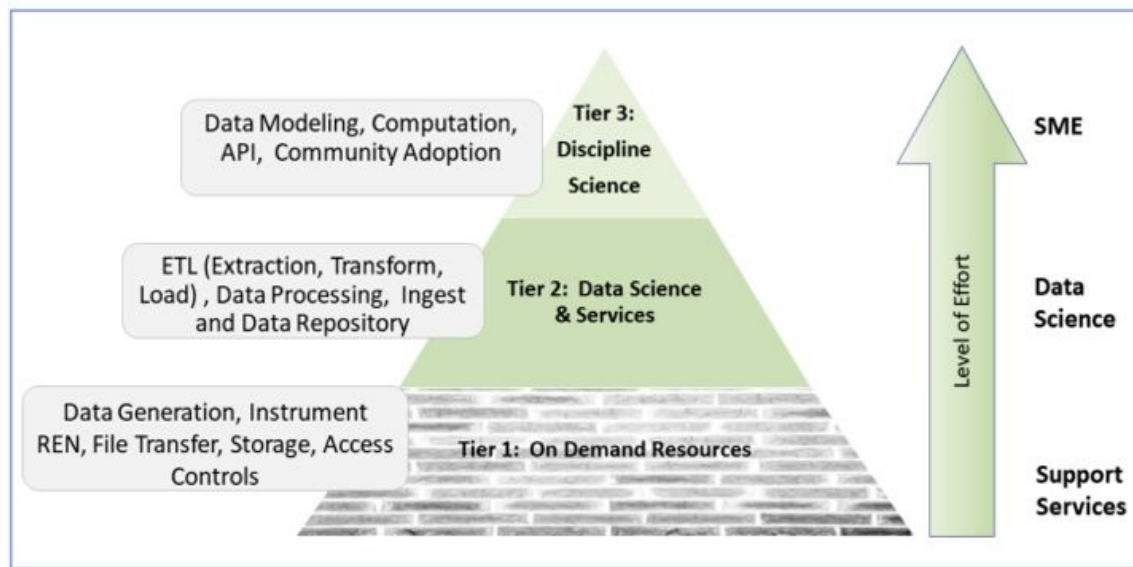 Data Modeling, Computation,
API,  Community Adoption
Tier 3:
Discipline
Science
SME
ETL (Extraction, Transform,
Load) , Data Processing,  Ingest
and Data Repository
Tier 2:  Data Science
& Services
Level of Effort
Data
Science
Data Generation, Instrument
REN, File Transfer, Storage, Access
Controls
Tier 1:  On Demand Resources
Support
Services